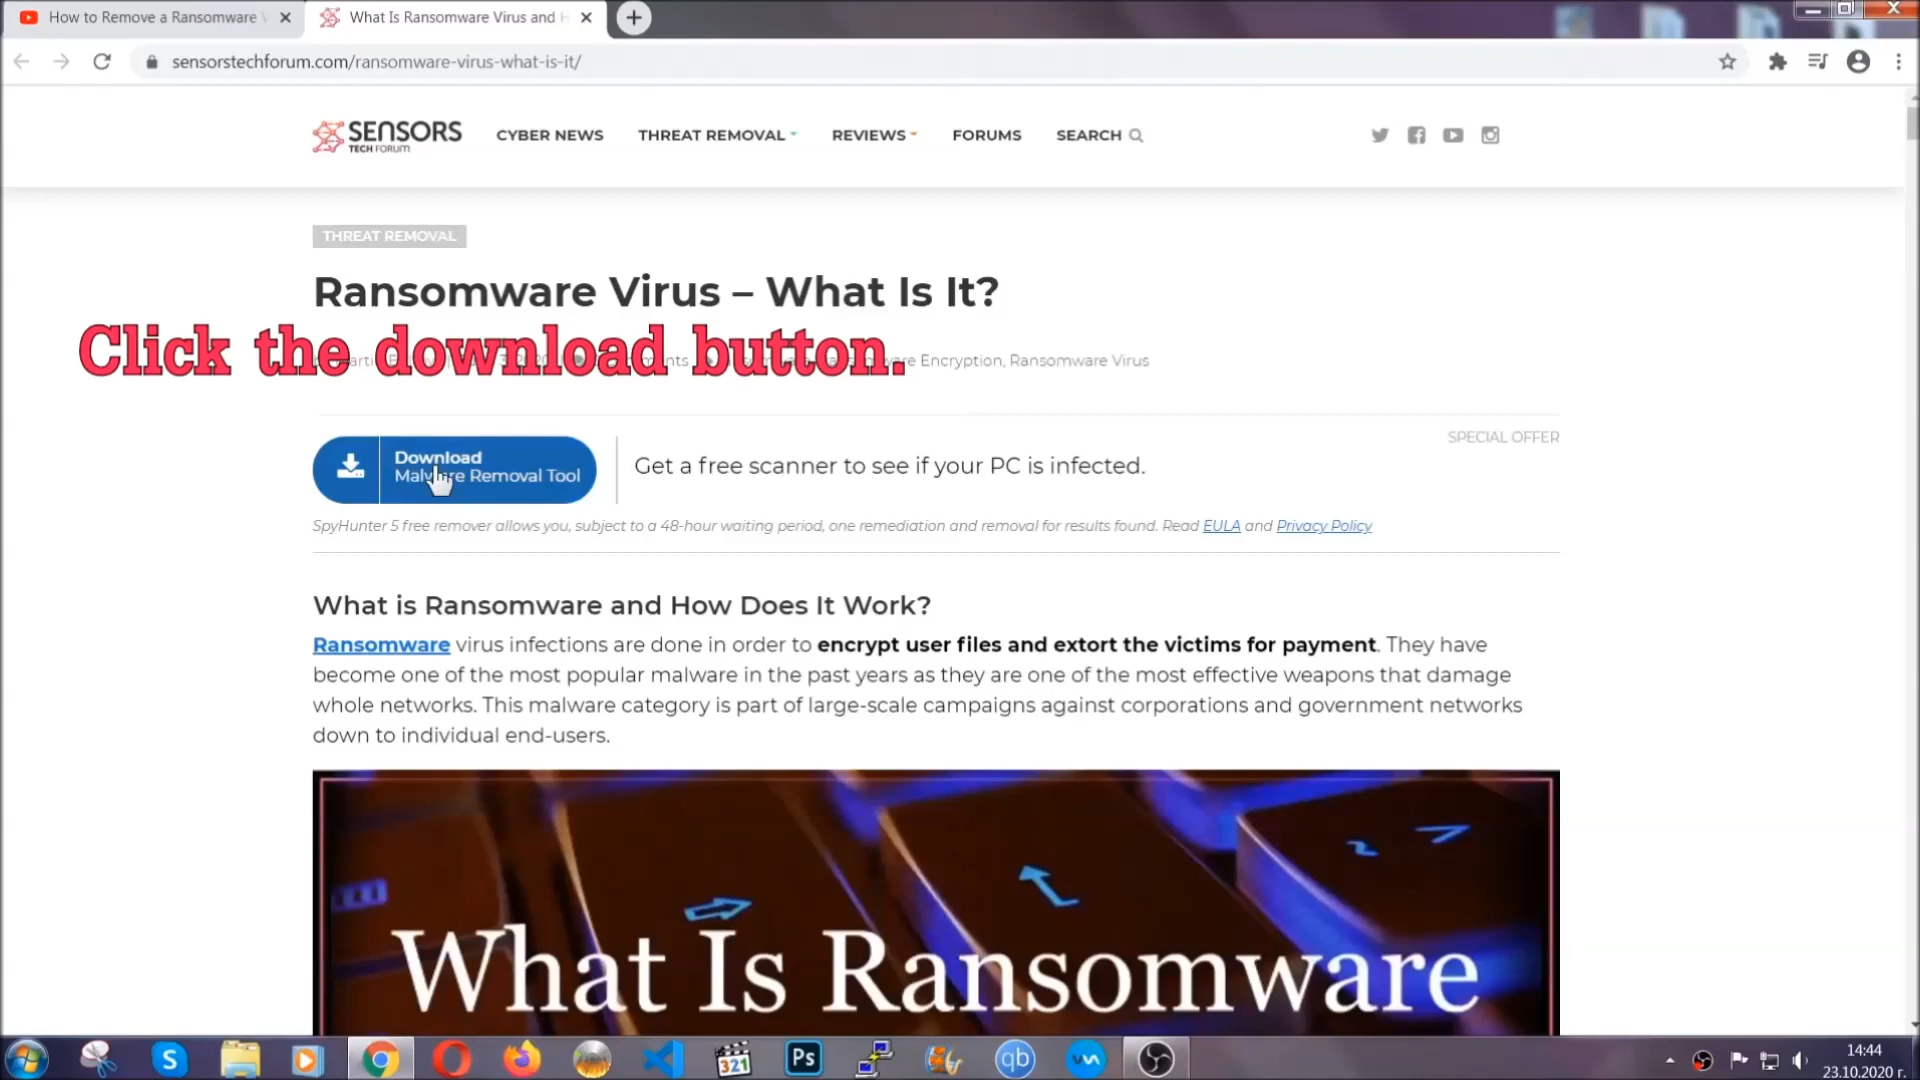 How to Remove a Ransomware
What Is Ransomware Virus and
sensorstechforum.com/ransomware-virus-what-is-it/
SENSORS
TECH FORUM
CYBER NEWS
THREAT REMOVAL
REVIEWS
FORUMS
SEARCH
THREAT REMOVAL
Ransomware Virus – What Is It?
Click the download button.
Encryption, Ransomware Virus
SPECIAL OFFER
Download
Malware Removal Tool
Get a free scanner to see if your PC is infected.
SpyHunter 5 free remover allows you, subject to a 48-hour waiting period, one remediation and removal for results found. Read EULA and Privacy Policy
What is Ransomware and How Does It Work?
Ransomware virus infections are done in order to encrypt user files and extort the victims for payment. They have
become one of the most popular malware in the past years as they are one of the most effective weapons that damage
whole networks. This malware category is part of large-scale campaigns against corporations and government networks
down to individual end-users.
What Is Ransomware
S
321
Ps
qb
14:44
23.10.2020 г.